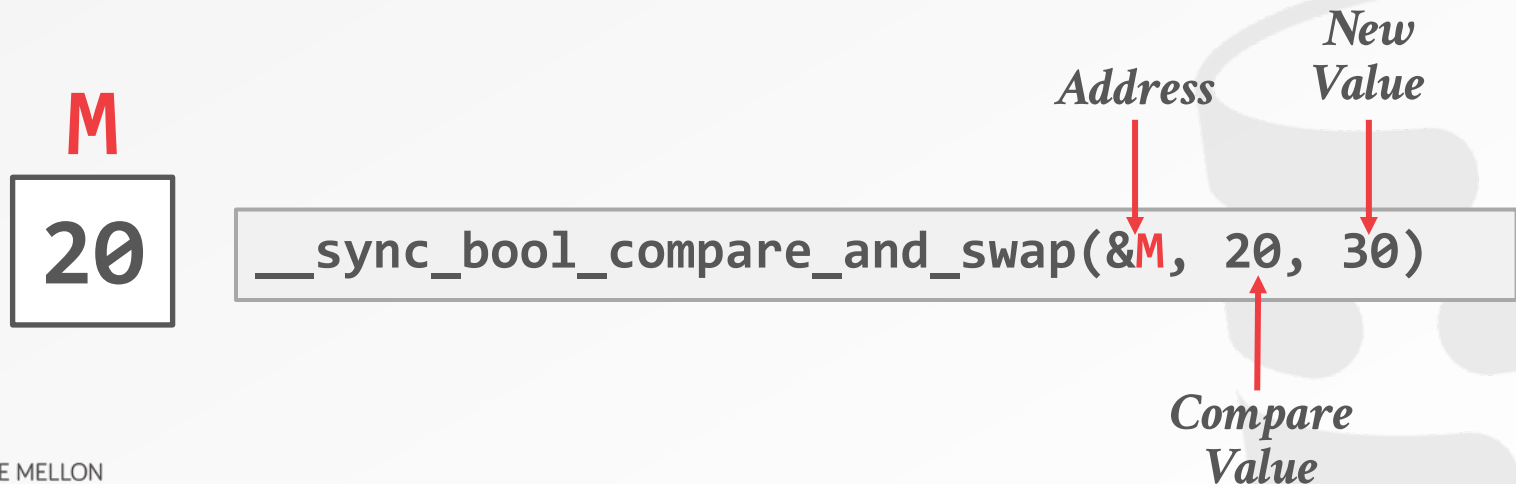 New
Value
Address
M
20
__sync_bool_compare_and_swap(&M, 20, 30)
Compare
Value
E MELLON